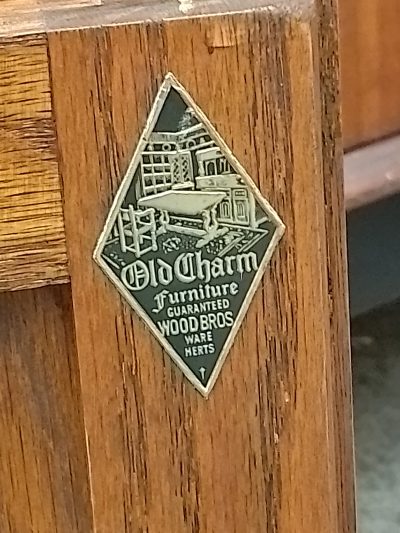 Old Charm
Furniture
GUARANTEED
WOOD BROS
WARE
HERTS